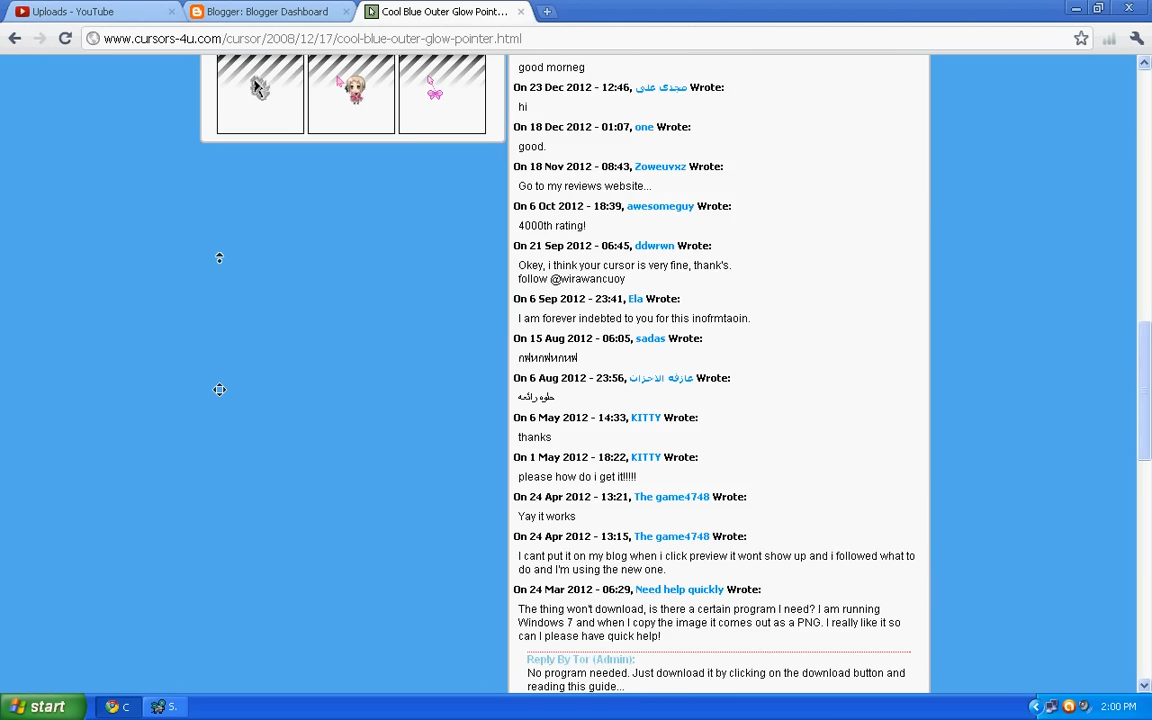 Uploads - YouTube
Blogger: Blogger Dashboard
Cool Blue Outer Glow Point...
www.cursors-4u.com/cursor/2008/12/17/cool-blue-outer-glow-pointer.html
good morneg
On 23 Dec 2012 - 12:46, مجدى على Wrote:
hi
On 18 Dec 2012 - 01:07, one Wrote:
good.
On 18 Nov 2012 - 08:43, Zoweuvxz Wrote:
Go to my reviews website...
On 6 Oct 2012 - 18:39, awesomeguy Wrote:
4000th rating!
On 21 Sep 2012 - 06:45, ddwrwn Wrote:
Okey, i think your cursor is very fine, thank's.
follow @wirawancuoy
On 6 Sep 2012 - 23:41, Ela Wrote:
I am forever indebted to you for this inofrmtaoin.
On 15 Aug 2012 - 06:05, sadas Wrote:
On 6 Aug 2012 - 23:56, عازفه الاحزان Wrote:
حلوه رائعه
On 6 May 2012 - 14:33, KITTY Wrote:
thanks
On 1 May 2012 - 18:22, KITTY Wrote:
please how do i get it!!!!!
On 24 Apr 2012 - 13:21, The game4748 Wrote:
Yay it works
On 24 Apr 2012 - 13:15, The game4748 Wrote:
I cant put it on my blog when i click preview it wont show up and i followed what to
do and I'm using the new one.
On 24 Mar 2012 - 06:29, Need help quickly Wrote:
The thing won't download, is there a certain program I need? I am running
Windows 7 and when I copy the image it comes out as a PNG. I really like it so
can I please have quick help!
Reply By Tor (Admin):
No program needed. Just download it by clicking on the download button and
reading this guide...
start
C
S.
2:00 PM